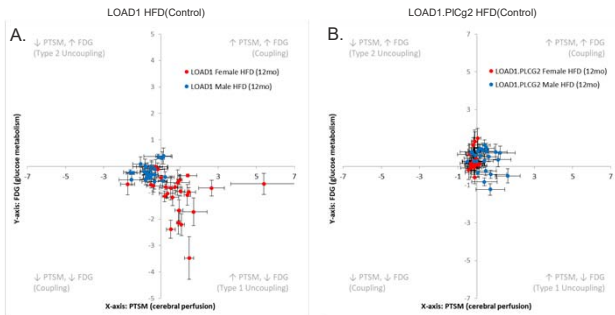 LOAD1 HFD(Control)
A.
↓ PTSM, ↑ FDG
(Type 2 Uncoupling)
↑ PTSM, ↑ FDG
(Coupling)
LOAD1 Female HFD (12mo)
LOAD1 Male HFD (12mo)
Y-axis: FDG (glucose metabolism)
5
4
3
2
1
0
-1
-2
-3
-4
-5
-7 -5 -3 -1 1 3 5 7
↓ PTSM, ↓ FDG
(Coupling)
↑ PTSM, ↓ FDG
(Type 1 Uncoupling)
X-axis: PTSM (cerebral perfusion)
LOAD1.PlCg2 HFD(Control)
B.
↓ PTSM, ↑ FDG
(Type 2 Uncoupling)
↑ PTSM, ↑ FDG
(Coupling)
LOAD1.PLCG2 Female HFD (12mo)
LOAD1.PLCG2 Male HFD (12mo)
Y-axis: FDG (glucose metabolism)
7
5
3
1
-1
-3
-5
-7
-7 -5 -3 -1 1 3 5 7
↓ PTSM, ↓ FDG
(Coupling)
↑ PTSM, ↓ FDG
(Type 1 Uncoupling)
X-axis: PTSM (cerebral perfusion)